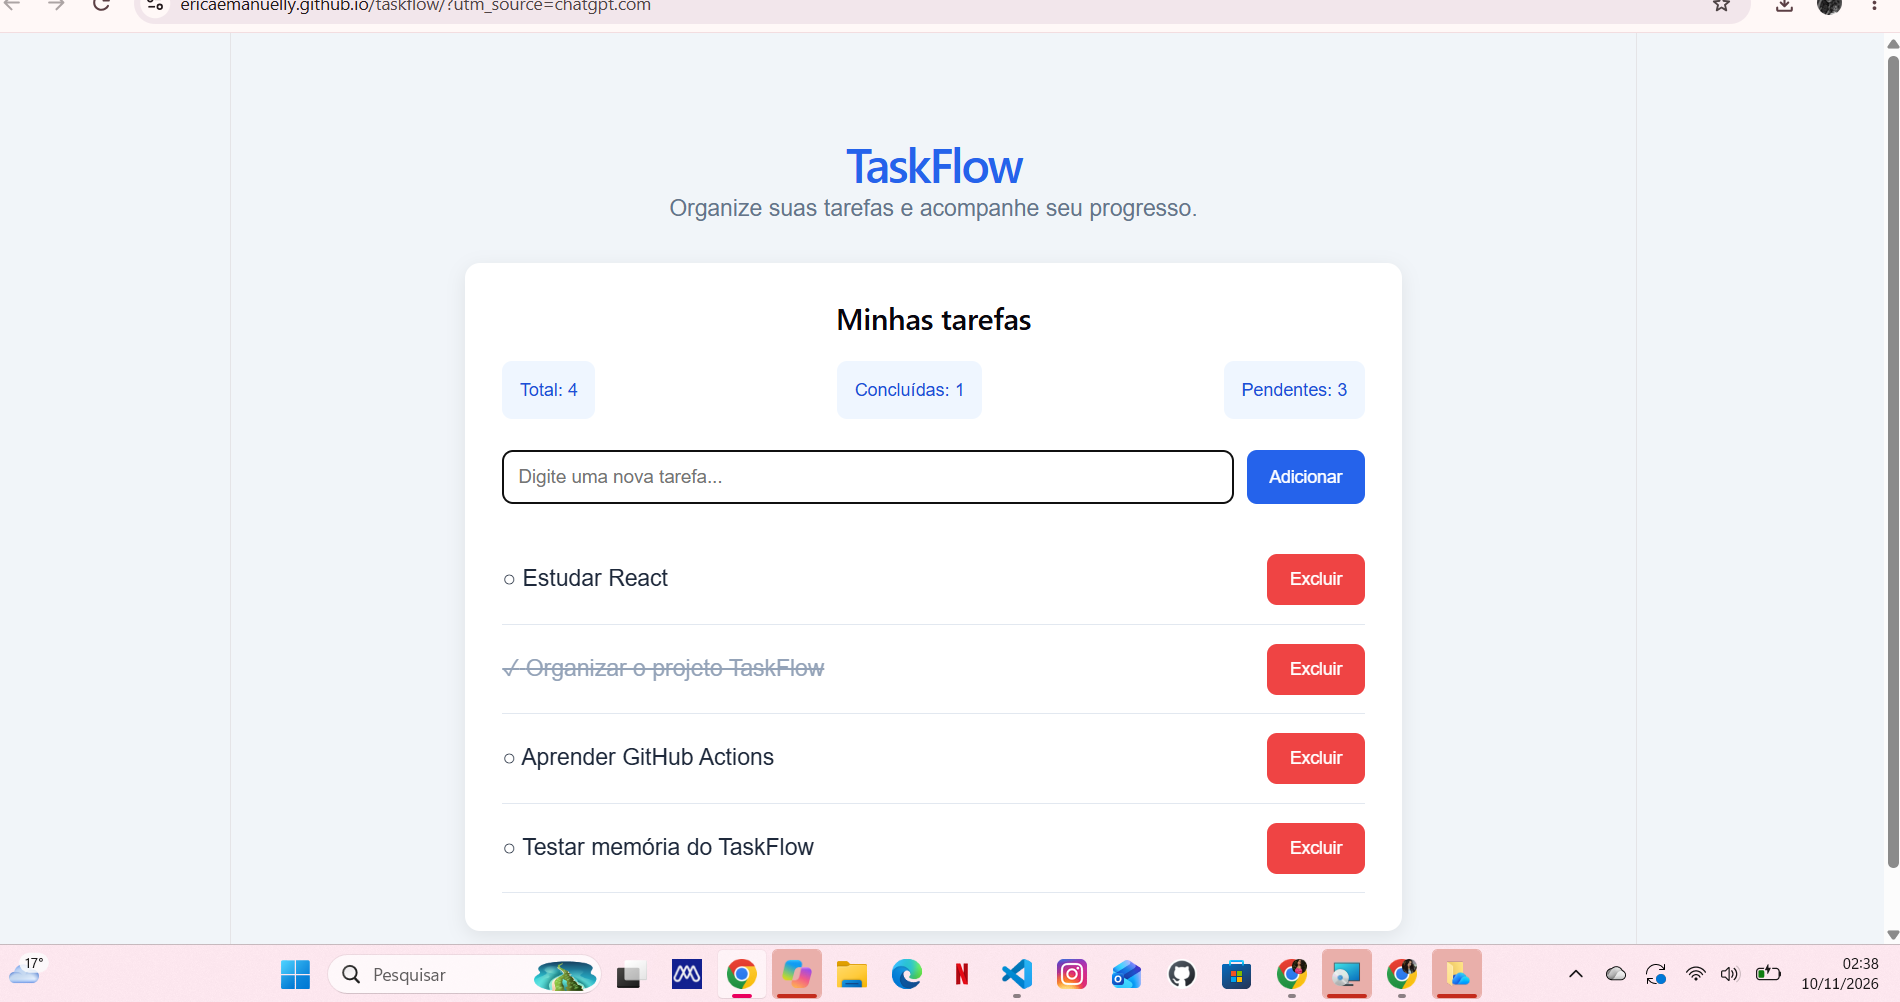 ericaemanuelly.github.io/taskflow/?utm_source=chatgpt.com
TaskFlow
Organize suas tarefas e acompanhe seu progresso.
Minhas tarefas
Total: 4
Concluídas: 1
Pendentes: 3
Digite uma nova tarefa...
Adicionar
○ Estudar React
Excluir
✓ Organizar o projeto TaskFlow
Excluir
○ Aprender GitHub Actions
Excluir
○ Testar memória do TaskFlow
Excluir
17°
Pesquisar
02:38
10/11/2026